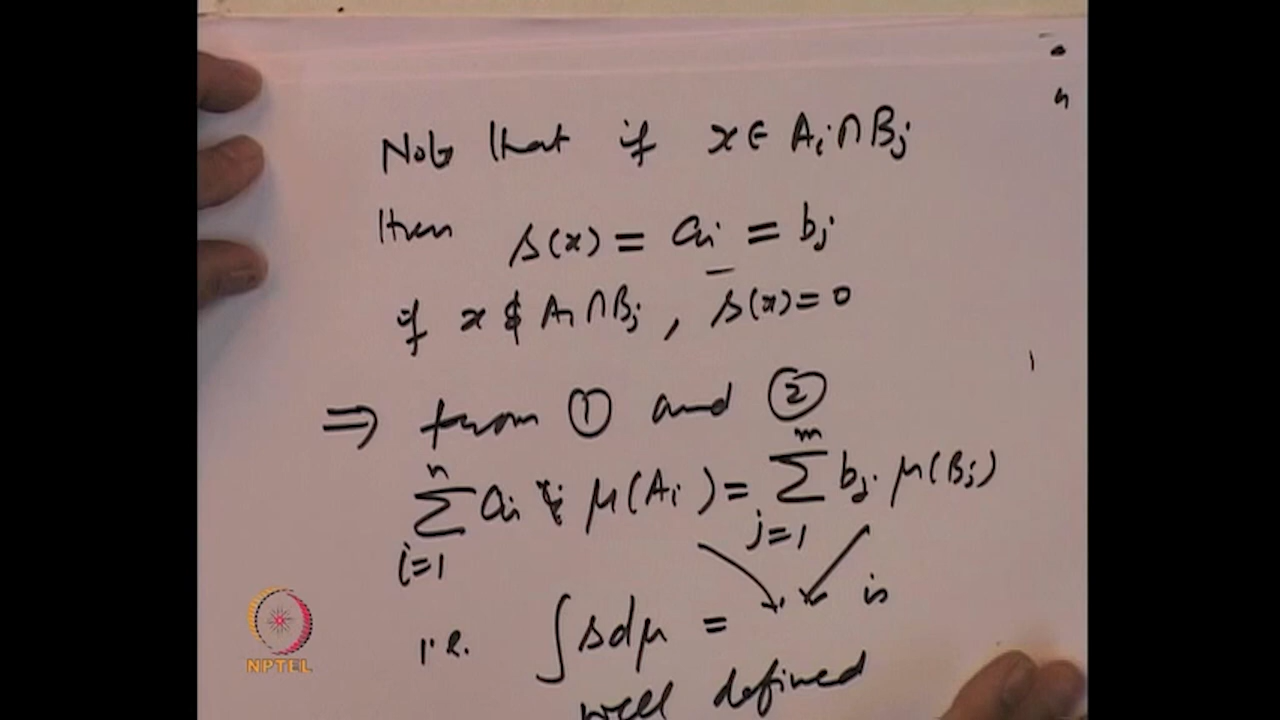 Note that if x ∈ Ai ∩ Bj
then s(x) = ai = bj
if x ∉ Ai ∩ Bj , s(x) = 0
⇒ from ① and ②
n m
∑ ai μ(Ai) = ∑ bj μ(Bj)
i=1 j=1
i.e. ∫ s dμ = is
well defined
NPTEL